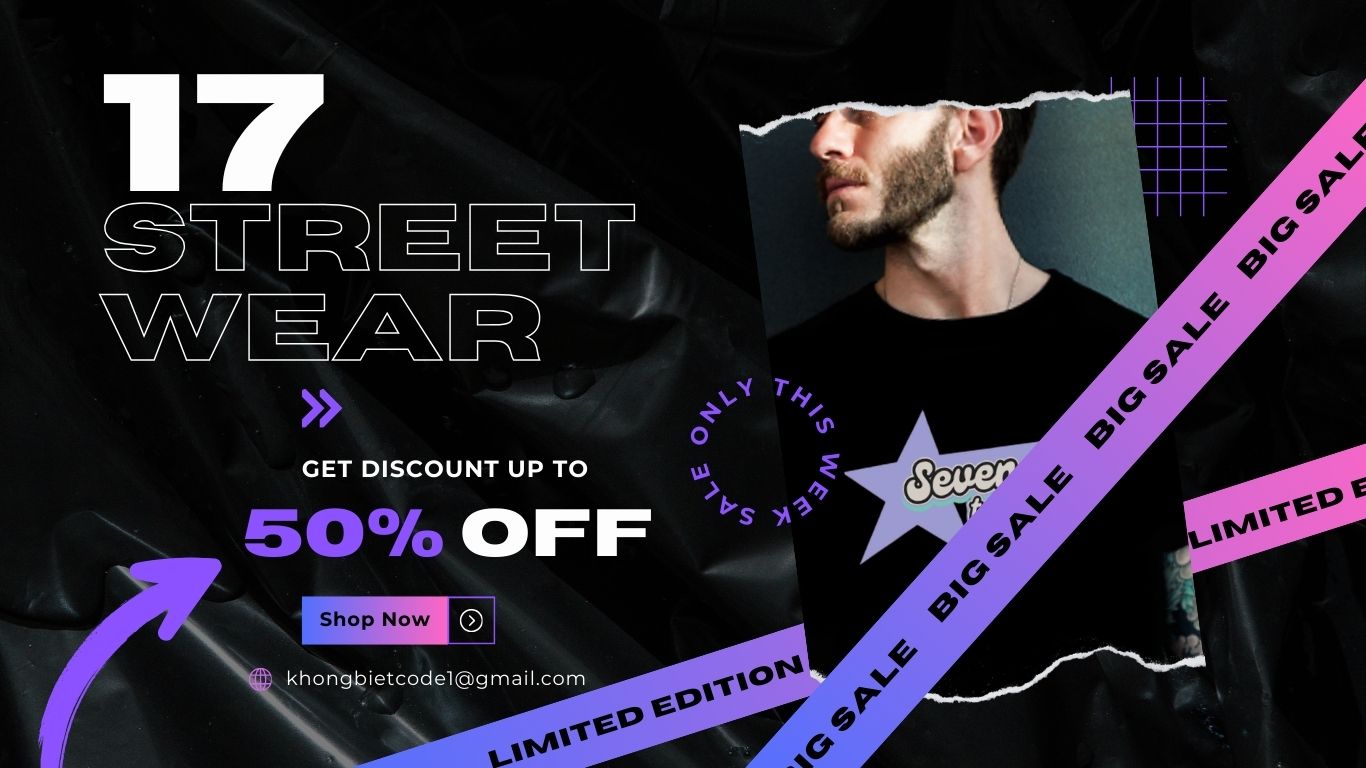 17
STREET
WEAR
GET DISCOUNT UP TO
50% OFF
Shop Now
khongbietcode1@gmail.com
ONLY THIS WEEK SALE
Seven
LIMITED EDITION
LIMITED
BIG SALE
BIG SALE
BIG SALE
BIG SALE